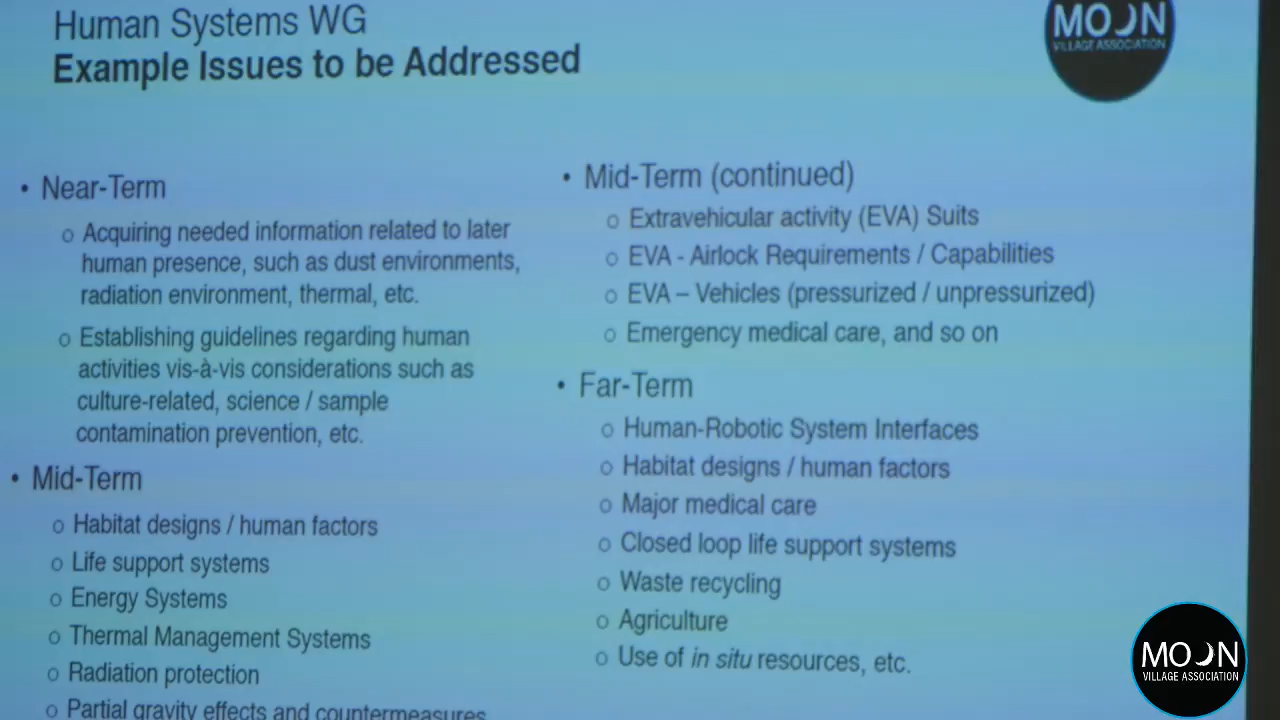 Human Systems WG
Example Issues to be Addressed
MOON
VILLAGE ASSOCIATION
• Near-Term
o Acquiring needed information related to later
human presence, such as dust environments,
radiation environment, thermal, etc.
o Establishing guidelines regarding human
activities vis-à-vis considerations such as
culture-related, science / sample
contamination prevention, etc.
• Mid-Term
o Habitat designs / human factors
o Life support systems
o Energy Systems
o Thermal Management Systems
o Radiation protection
o Partial gravity effects and countermeasures
• Mid-Term (continued)
o Extravehicular activity (EVA) Suits
o EVA - Airlock Requirements / Capabilities
o EVA – Vehicles (pressurized / unpressurized)
o Emergency medical care, and so on
• Far-Term
o Human-Robotic System Interfaces
o Habitat designs / human factors
o Major medical care
o Closed loop life support systems
o Waste recycling
o Agriculture
o Use of in situ resources, etc.
MOON
VILLAGE ASSOCIATION